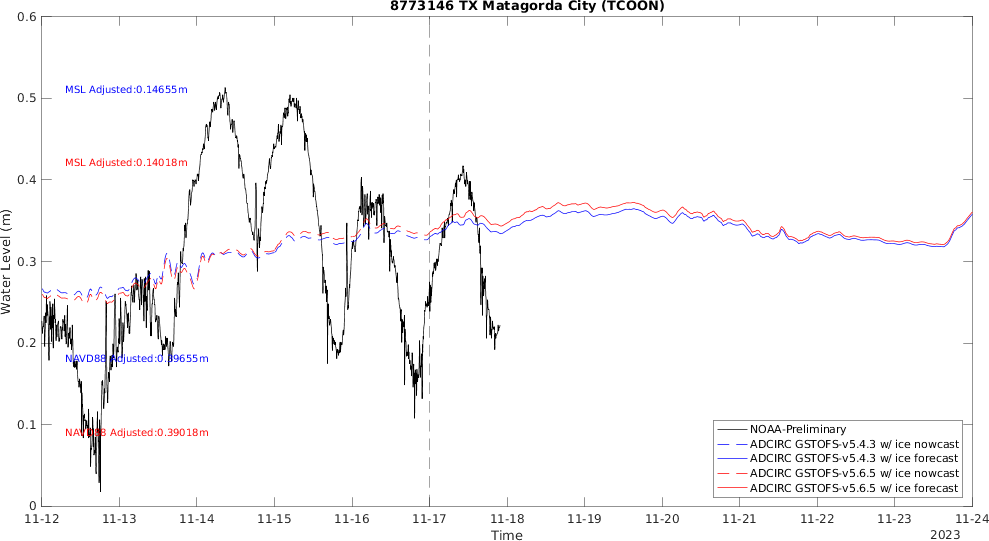 8773146 TX Matagorda City (TCOON)
0.6
0.5
0.4
0.3
0.2
0.1
0
Water Level (m)
MSL Adjusted:0.14655m
MSL Adjusted:0.14018m
NAVD88 Adjusted:0.39655m
NAVD88 Adjusted:0.39018m
NOAA-Preliminary
ADCIRC GSTOFS-v5.4.3 w/ ice nowcast
ADCIRC GSTOFS-v5.4.3 w/ ice forecast
ADCIRC GSTOFS-v5.6.5 w/ ice nowcast
ADCIRC GSTOFS-v5.6.5 w/ ice forecast
11-12 11-13 11-14 11-15 11-16 11-17 11-18 11-19 11-20 11-21 11-22 11-23 11-24
Time
2023